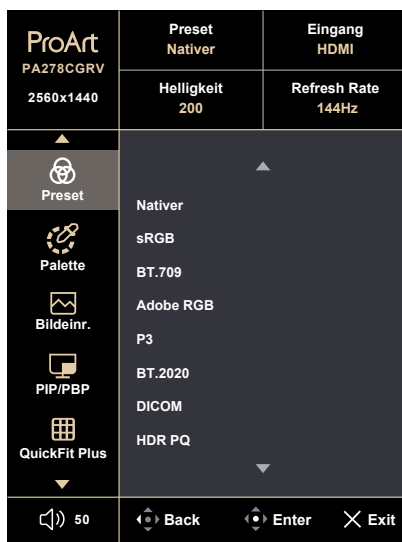 ProArt
PA278CGRV
2560x1440
Preset
Nativer
Eingang
HDMI
Helligkeit
200
Refresh Rate
144Hz
Preset
Palette
Bildeinr.
PIP/PBP
QuickFit Plus
Nativer
sRGB
BT.709
Adobe RGB
P3
BT.2020
DICOM
HDR PQ
50
Back
Enter
Exit